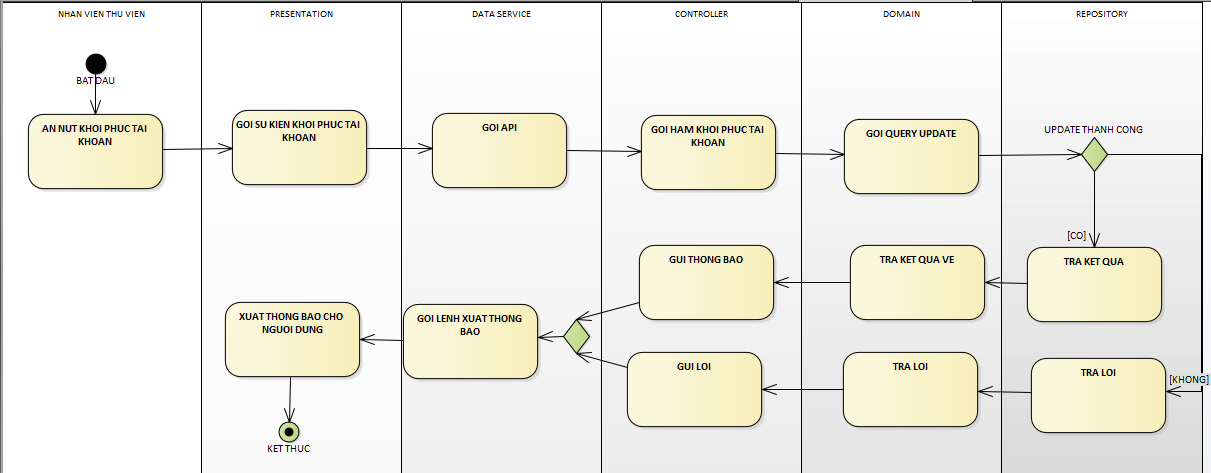 NHAN VIEN THU VIEN
PRESENTATION
DATA SERVICE
CONTROLLER
DOMAIN
REPOSITORY
BAT DAU
AN NUT KHOI PHUC TAI
KHOAN
GOI SU KIEN KHOI PHUC TAI
KHOAN
GOI API
GOI HAM KHOI PHUC TAI
KHOAN
GOI QUERY UPDATE
UPDATE THANH CONG
[CO]
TRA KET QUA
TRA KET QUA VE
GUI THONG BAO
[KHONG]
TRA LOI
TRA LOI
GUI LOI
GOI LENH XUAT THONG
BAO
XUAT THONG BAO CHO
NGUOI DUNG
KET THUC